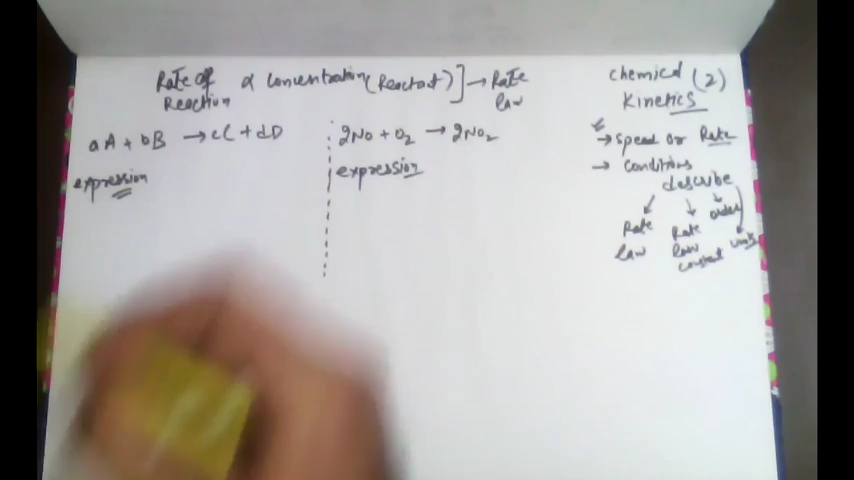 Rate of Reaction α Concentration (Reactant) ] → Rate law
aA + bB → cC + dD
expression
2NO + O2 → 2NO2
expression
Chemical (2)
Kinetics
→ Speed or Rate
→ Conditions
describe
Rate law
Rate law constant
order
units